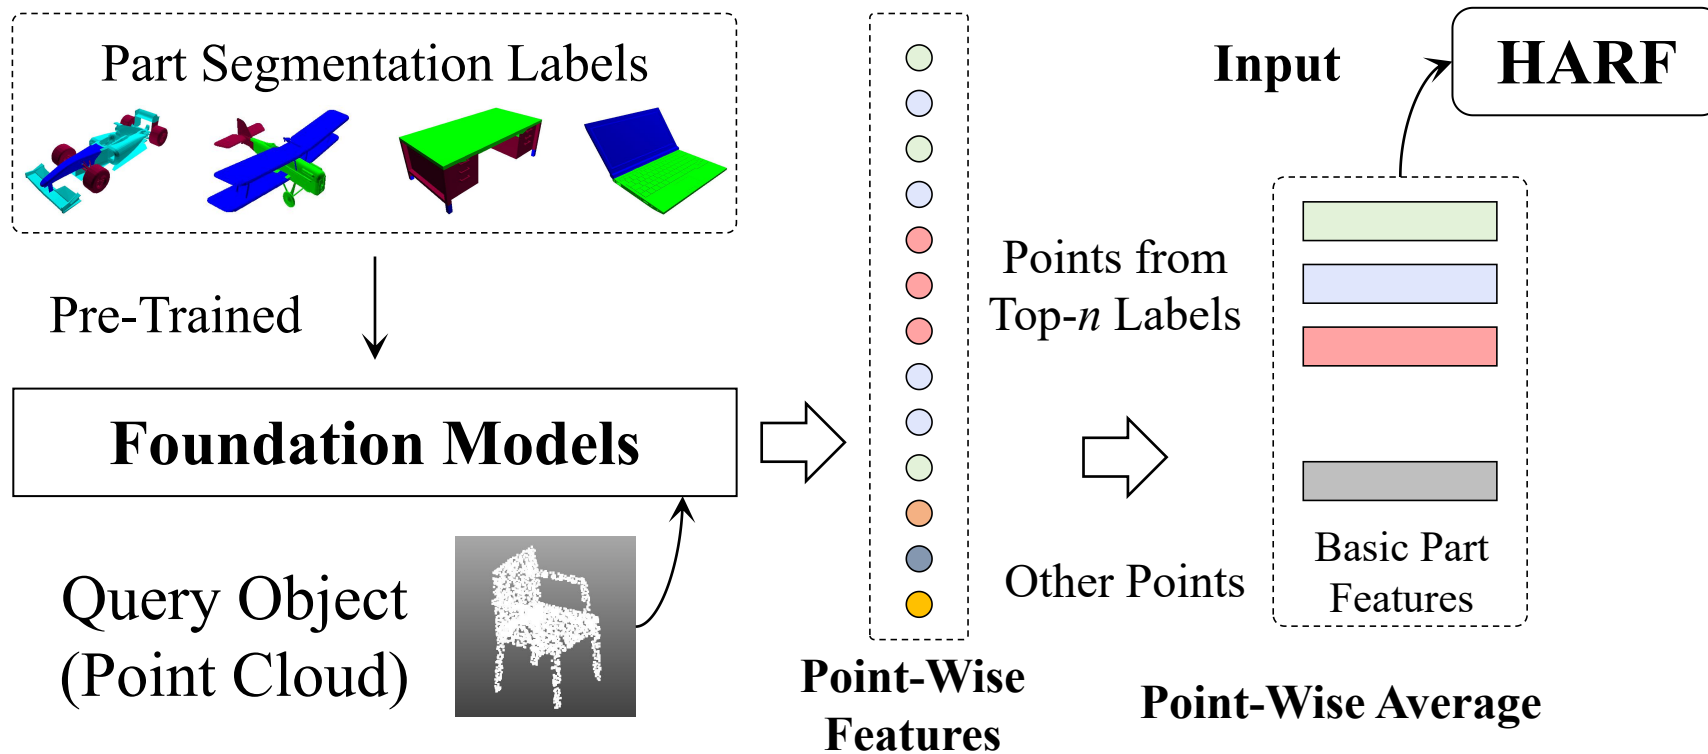 Part Segmentation Labels
Pre-Trained
Foundation Models
Query Object
(Point Cloud)
Point-Wise
Features
Points from
Top-n Labels
Other Points
Input
HARF
Basic Part
Features
Point-Wise Average